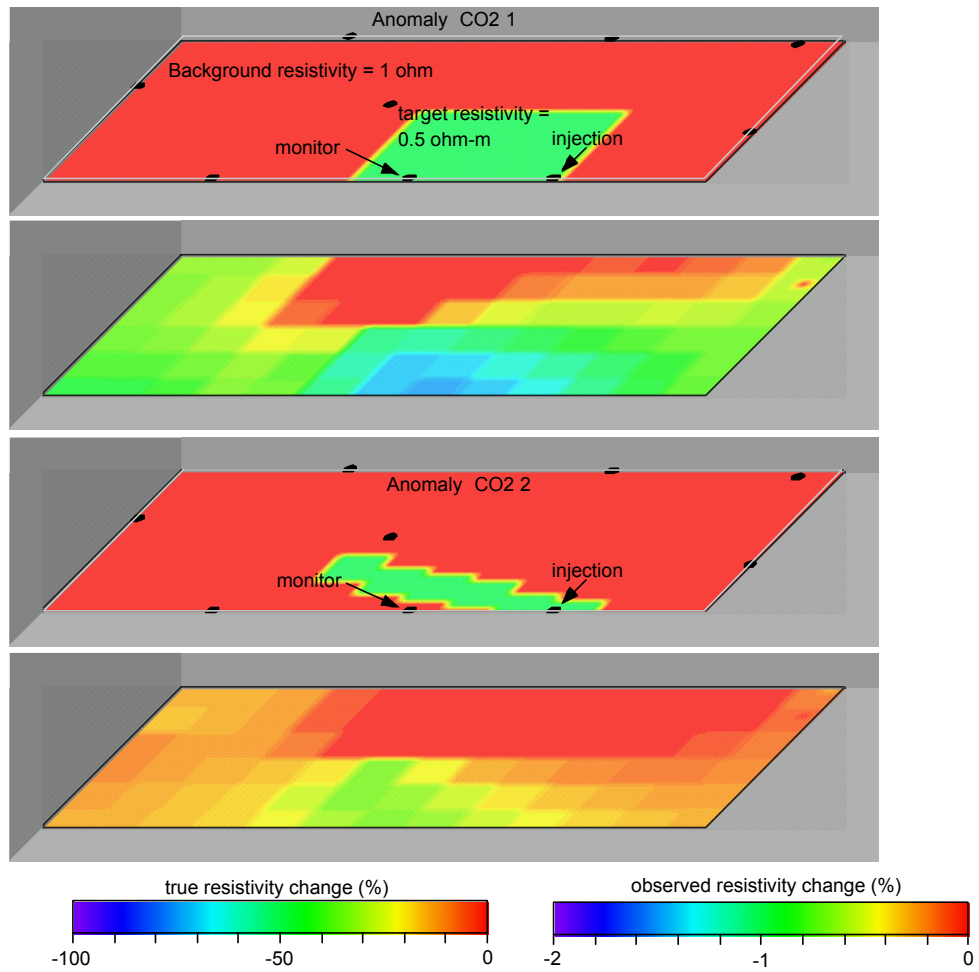 Anomaly CO2 1
Background resistivity = 1 ohm
target resistivity =
0.5 ohm-m
monitor
injection
Anomaly CO2 2
monitor
injection
true resistivity change (%)
-100
-50
0
observed resistivity change (%)
-2
-1
0